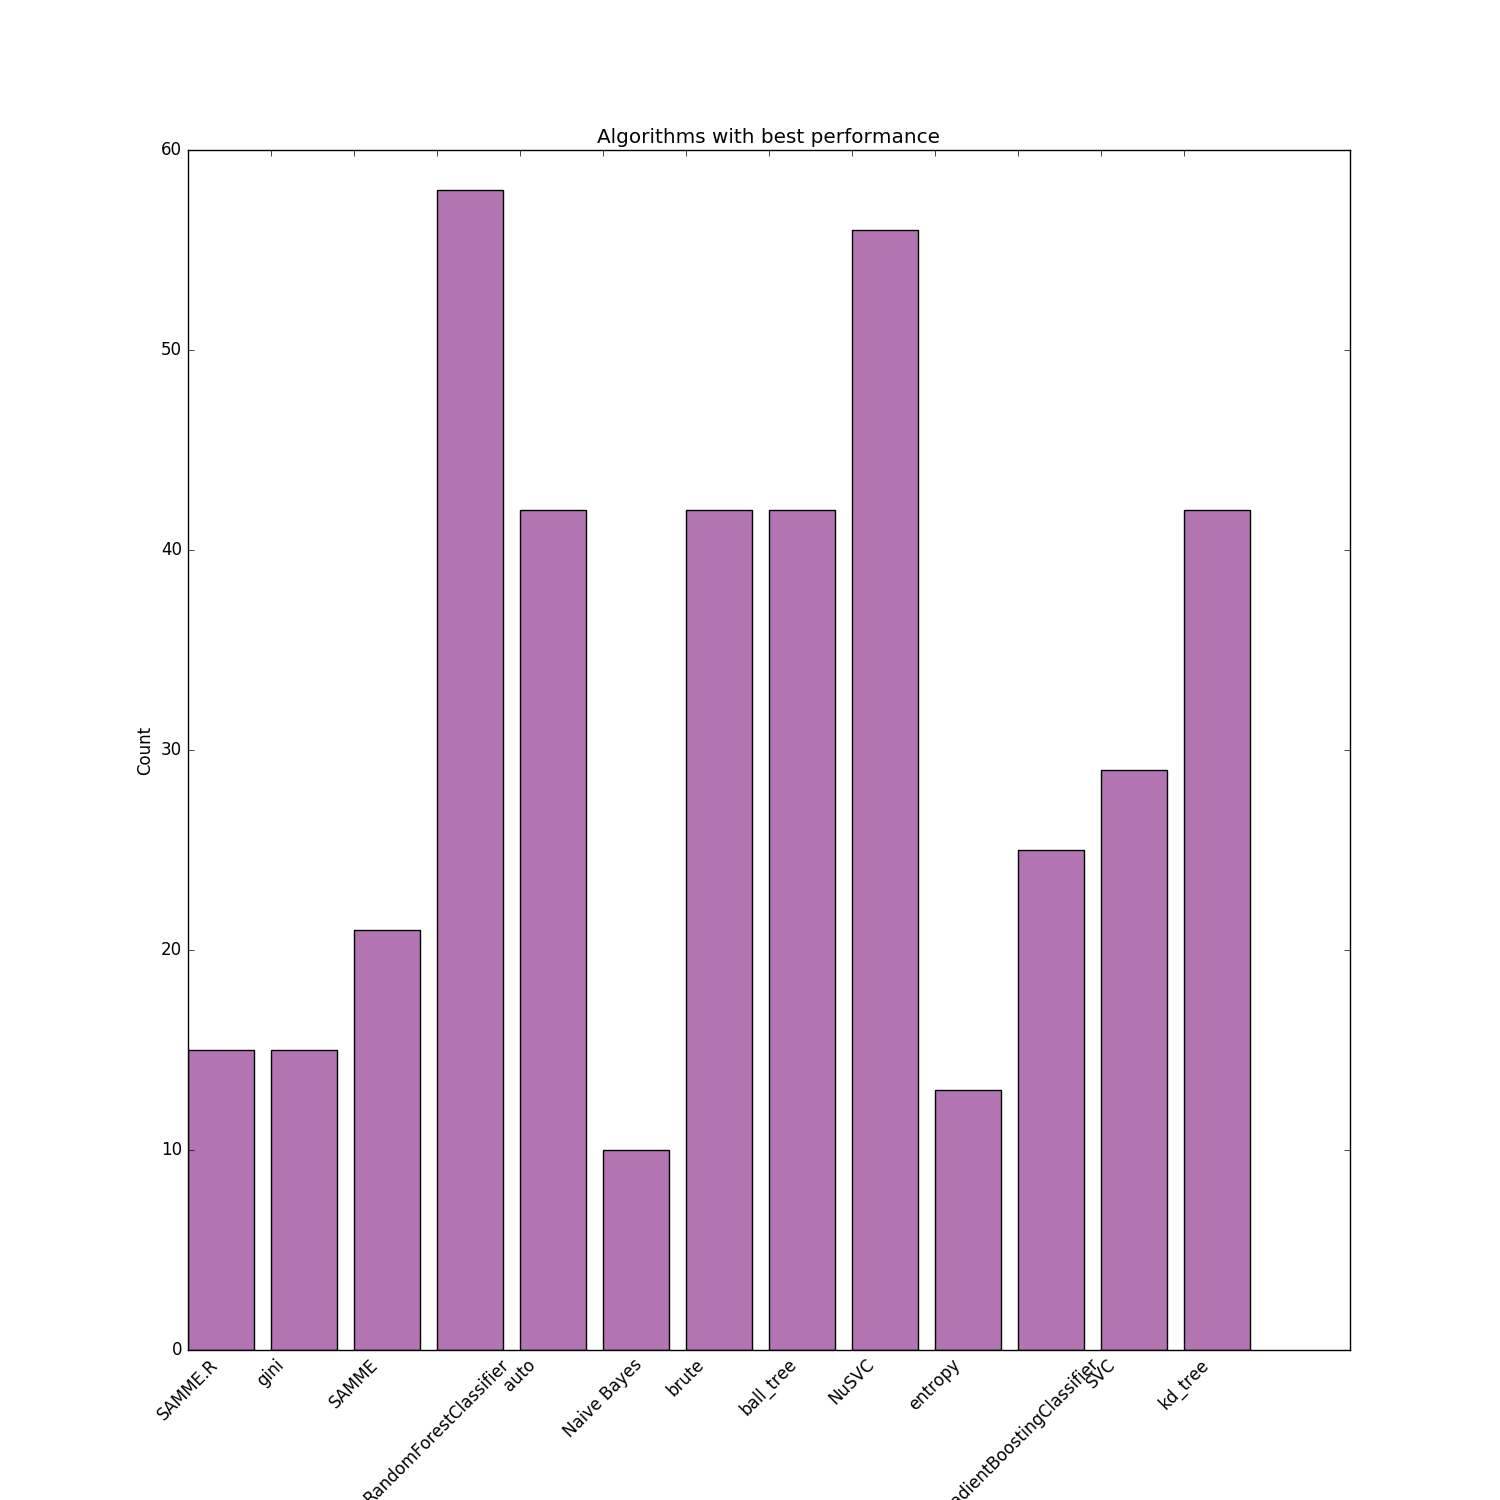 Algorithms with best performance
60
50
40
30
20
10
0
Count
SAMME.R
gini
SAMME
RandomForestClassifier
auto
Naive Bayes
brute
ball_tree
NuSVC
entropy
edientBoostingClassifier
SVC
kd_tree